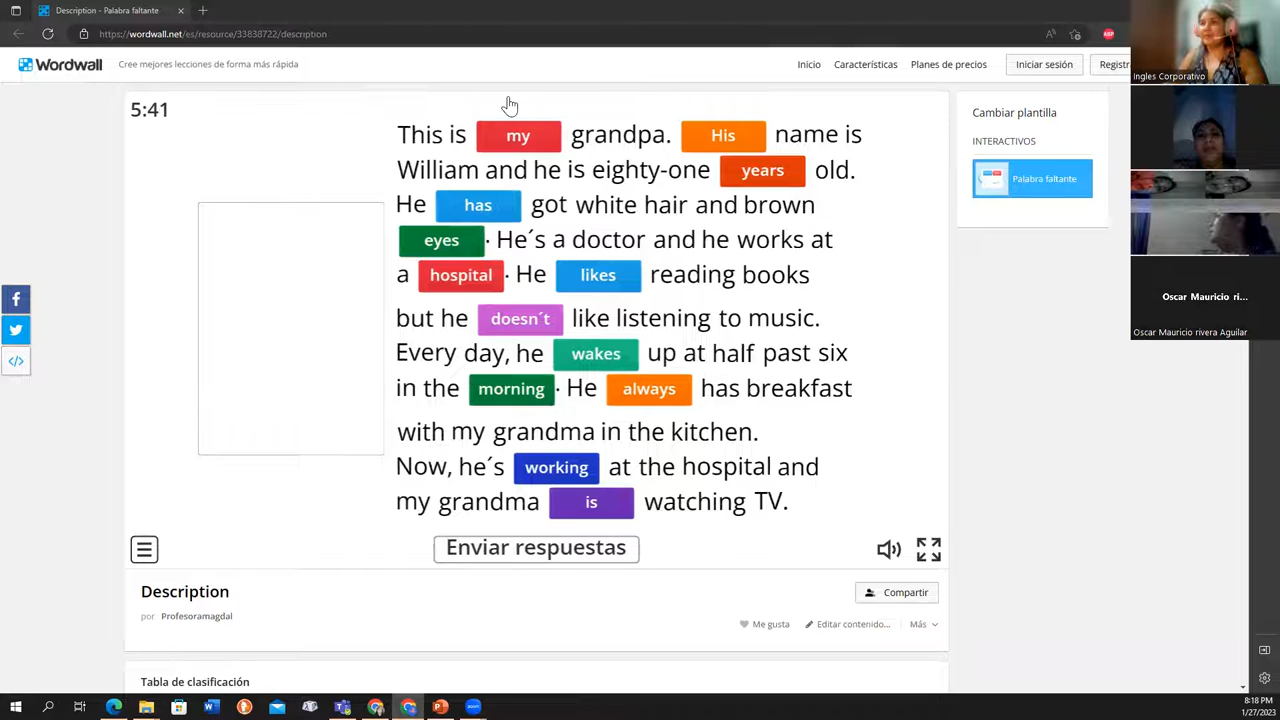 Description - Palabra faltante
https://wordwall.net/es/resource/33838722/description
Wordwall
Cree mejores lecciones de forma más rápida
Inicio
Características
Planes de precios
Iniciar sesión
Registr
Ingles Corporativo
5:41
This is my grandpa. His name is
William and he is eighty-one years old.
He has got white hair and brown
eyes. He´s a doctor and he works at
a hospital. He likes reading books
but he doesn´t like listening to music.
Every day, he wakes up at half past six
in the morning. He always has breakfast
with my grandma in the kitchen.
Now, he´s working at the hospital and
my grandma is watching TV.
Enviar respuestas
Cambiar plantilla
INTERACTIVOS
Palabra faltante
Oscar Mauricio ri...
Oscar Mauricio rivera Aguilar
Description
por Profesoramagdal
Compartir
Me gusta
Editar contenido...
Más
Tabla de clasificación
8:18 PM
1/27/2023